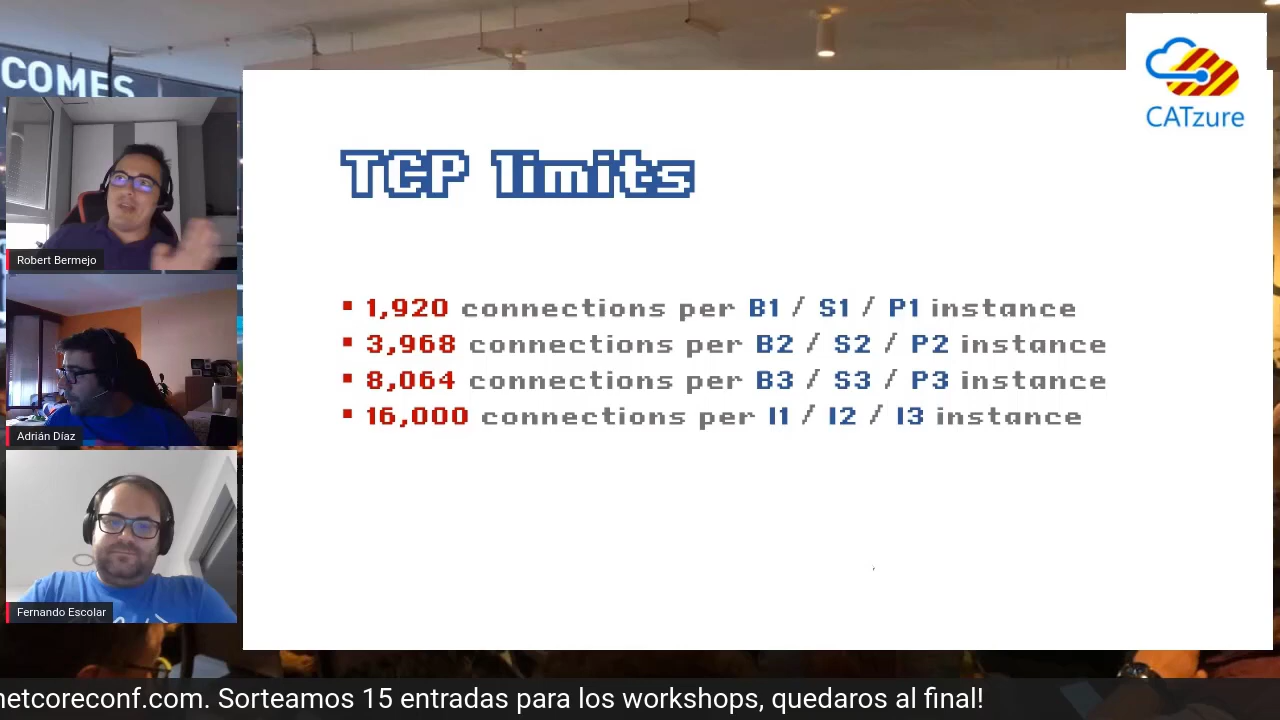 COMES
CATzure
Robert Bermejo
Adrián Díaz
Fernando Escolar
TCP limits
1,920 connections per B1 / S1 / P1 instance
3,968 connections per B2 / S2 / P2 instance
8,064 connections per B3 / S3 / P3 instance
16,000 connections per I1 / I2 / I3 instance
netcoreconf.com. Sorteamos 15 entradas para los workshops, quedaros al final!